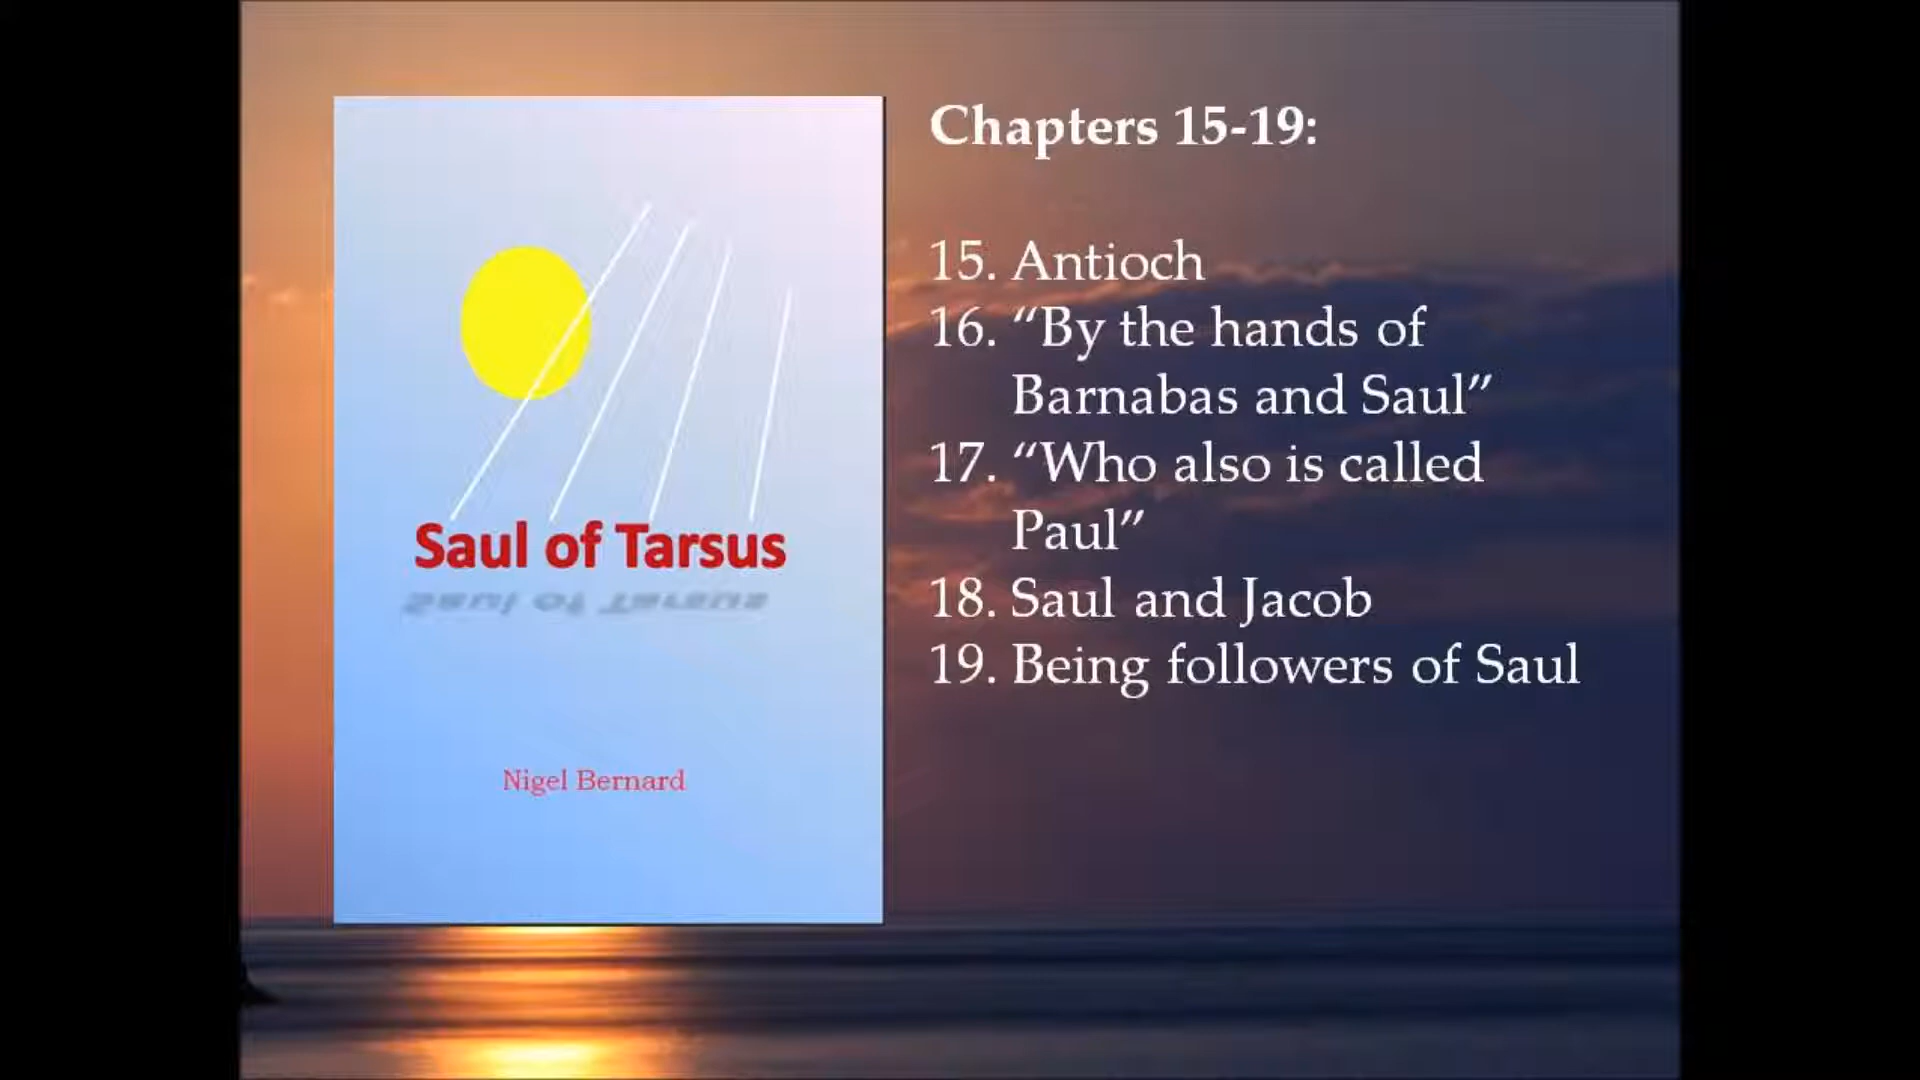 Saul of Tarsus
Nigel Bernard
Chapters 15-19:
15. Antioch
16. “By the hands of
Barnabas and Saul”
17. “Who also is called
Paul”
18. Saul and Jacob
19. Being followers of Saul